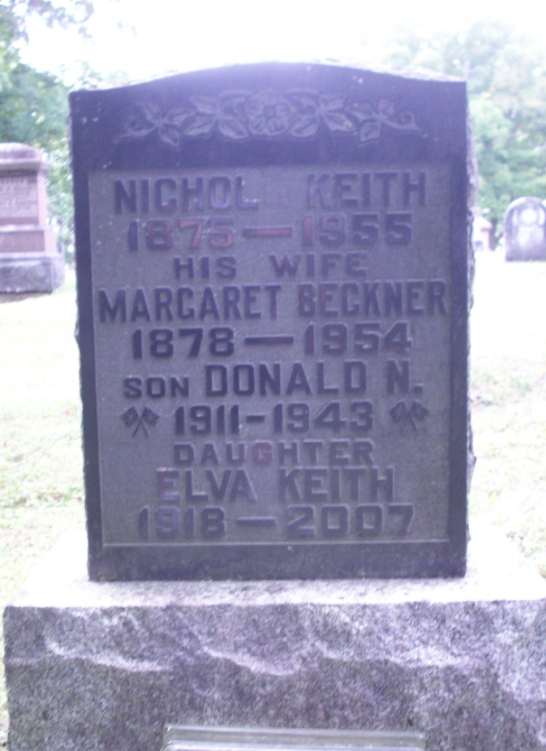 NICHOL KEITH
1875—1955
HIS WIFE
MARGARET BECKNER
1878—1954
SON DONALD N.
1911-1943
DAUGHTER
ELVA KEITH
1918—2007